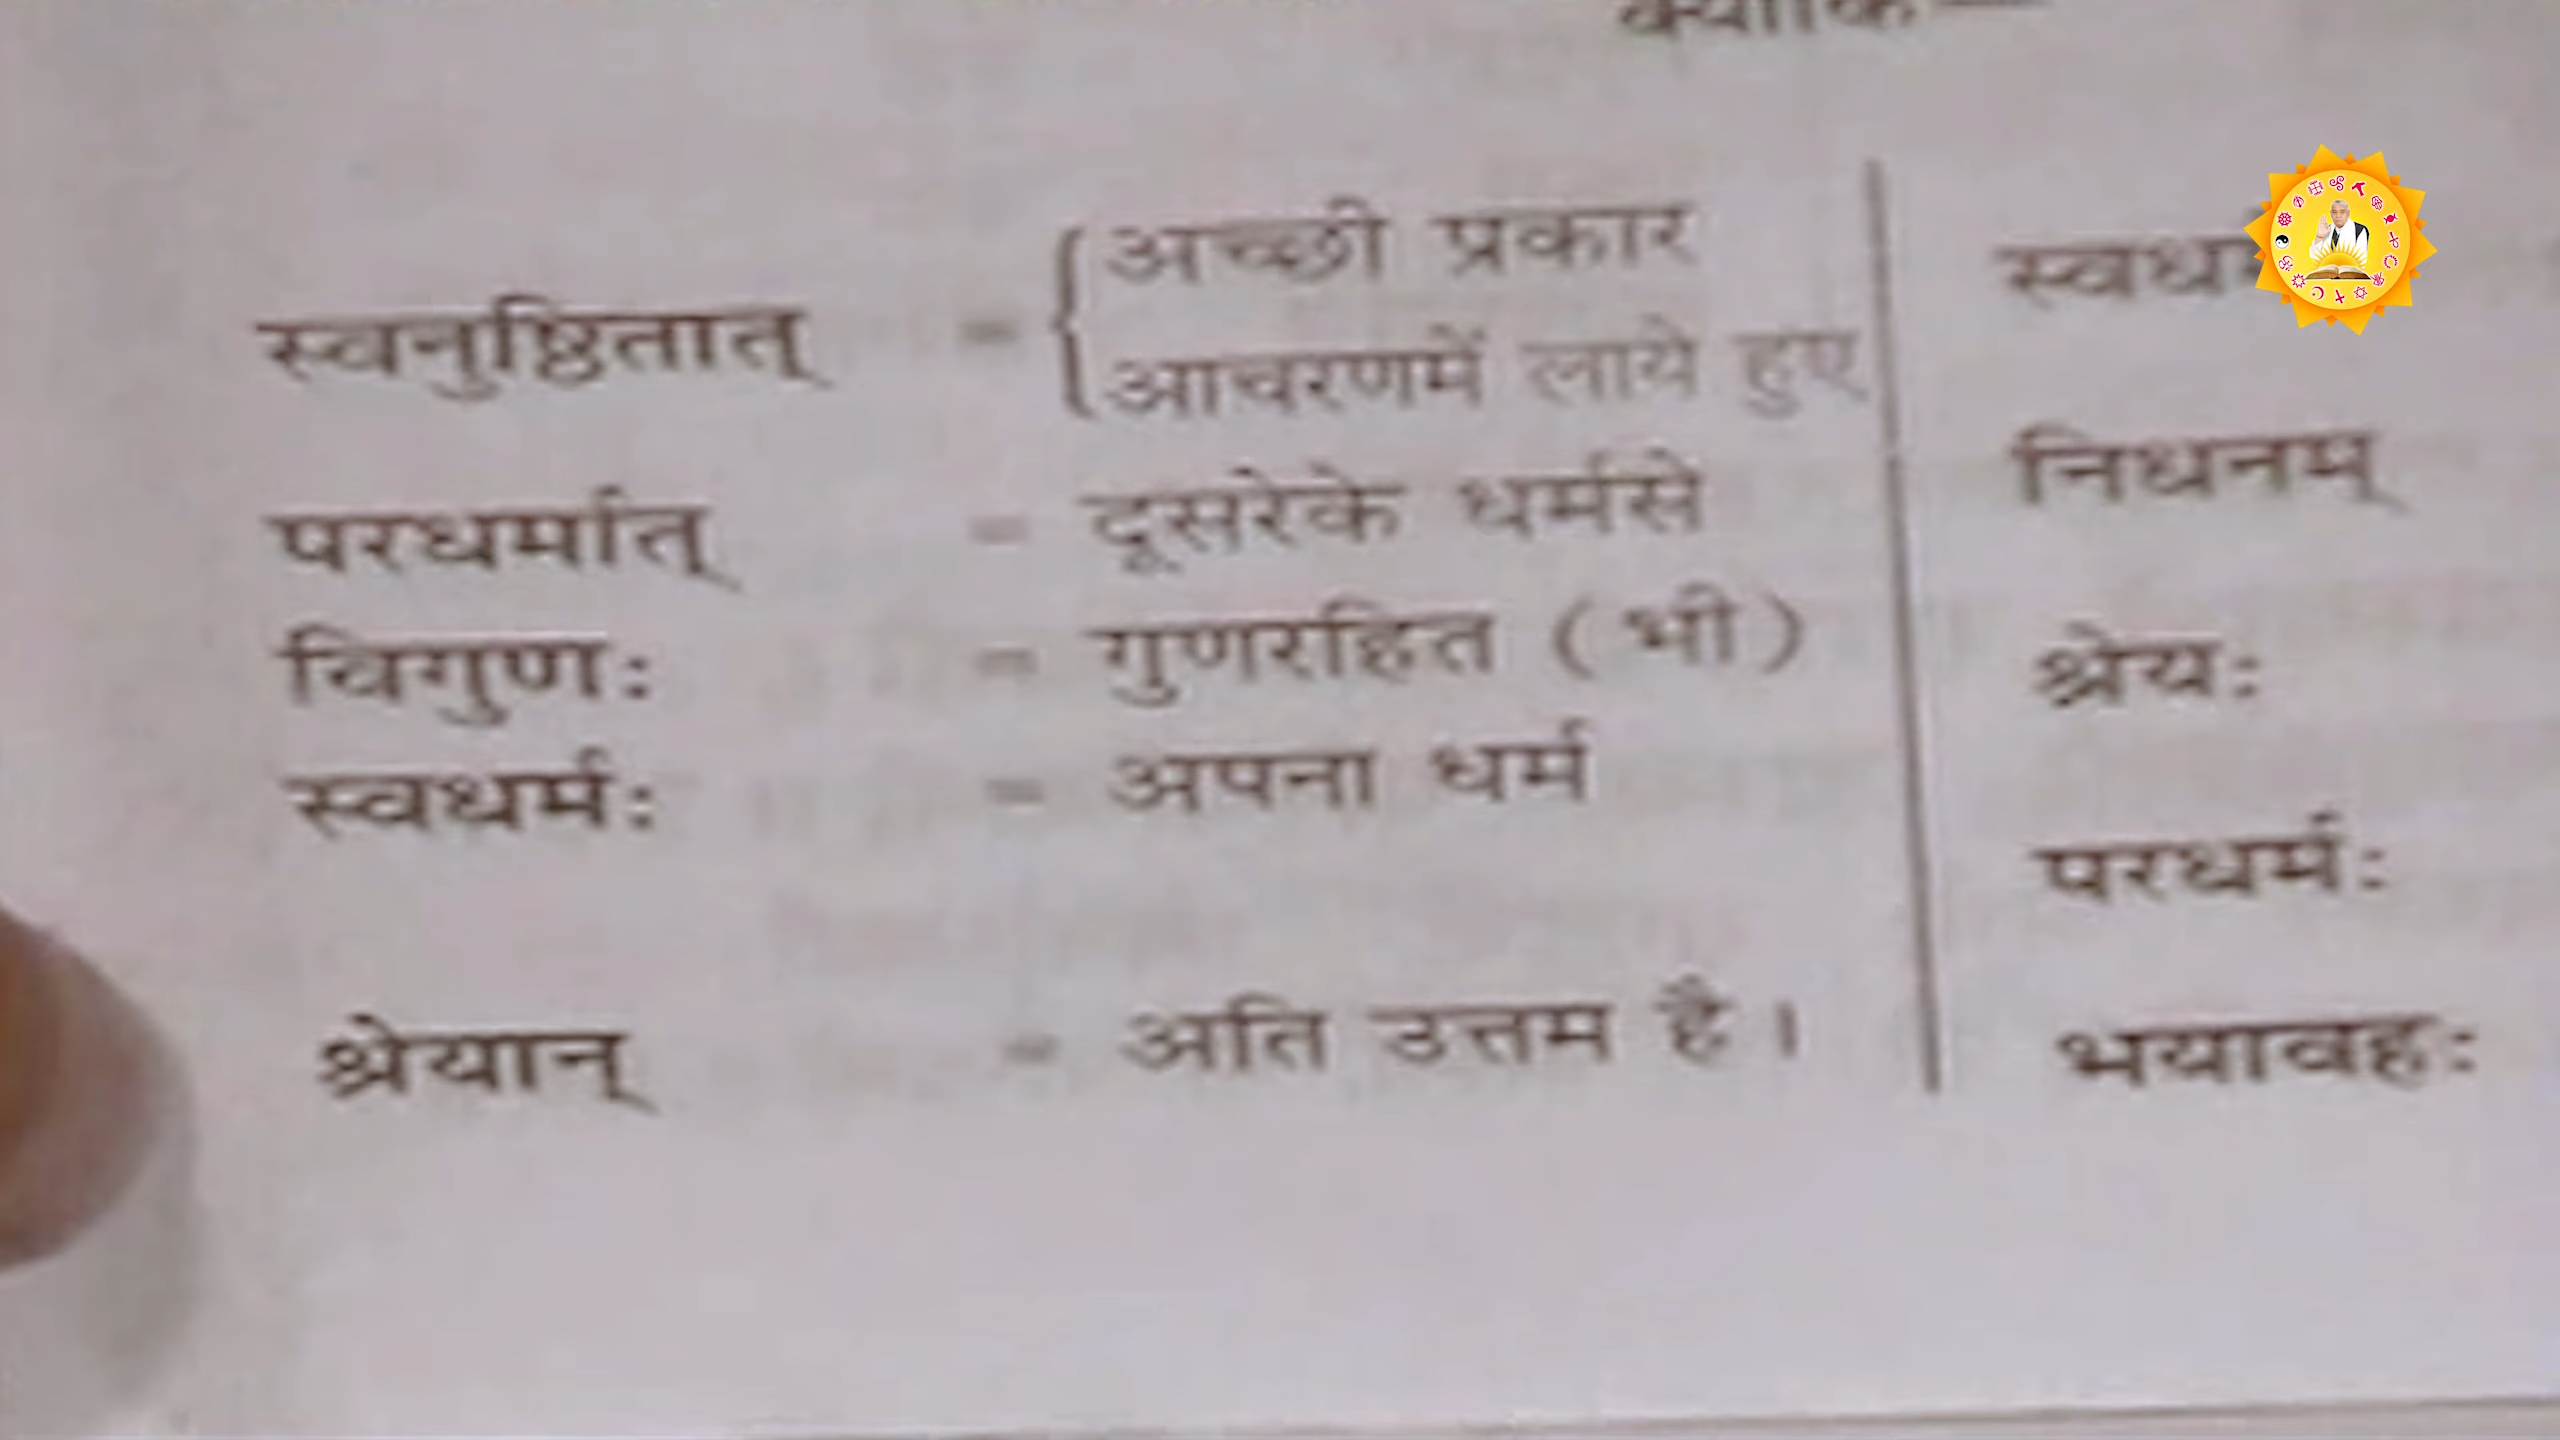 क्योंकि—
स्वनुष्ठितात् = अच्छी प्रकार
आचरणमें लाये हुए
परधर्मात् = दूसरेके धर्मसे
विगुणः = गुणरहित (भी)
स्वधर्मः = अपना धर्म
श्रेयान् = अति उत्तम है।
निधनम्
श्रेयः
परधर्मः
भयावहः